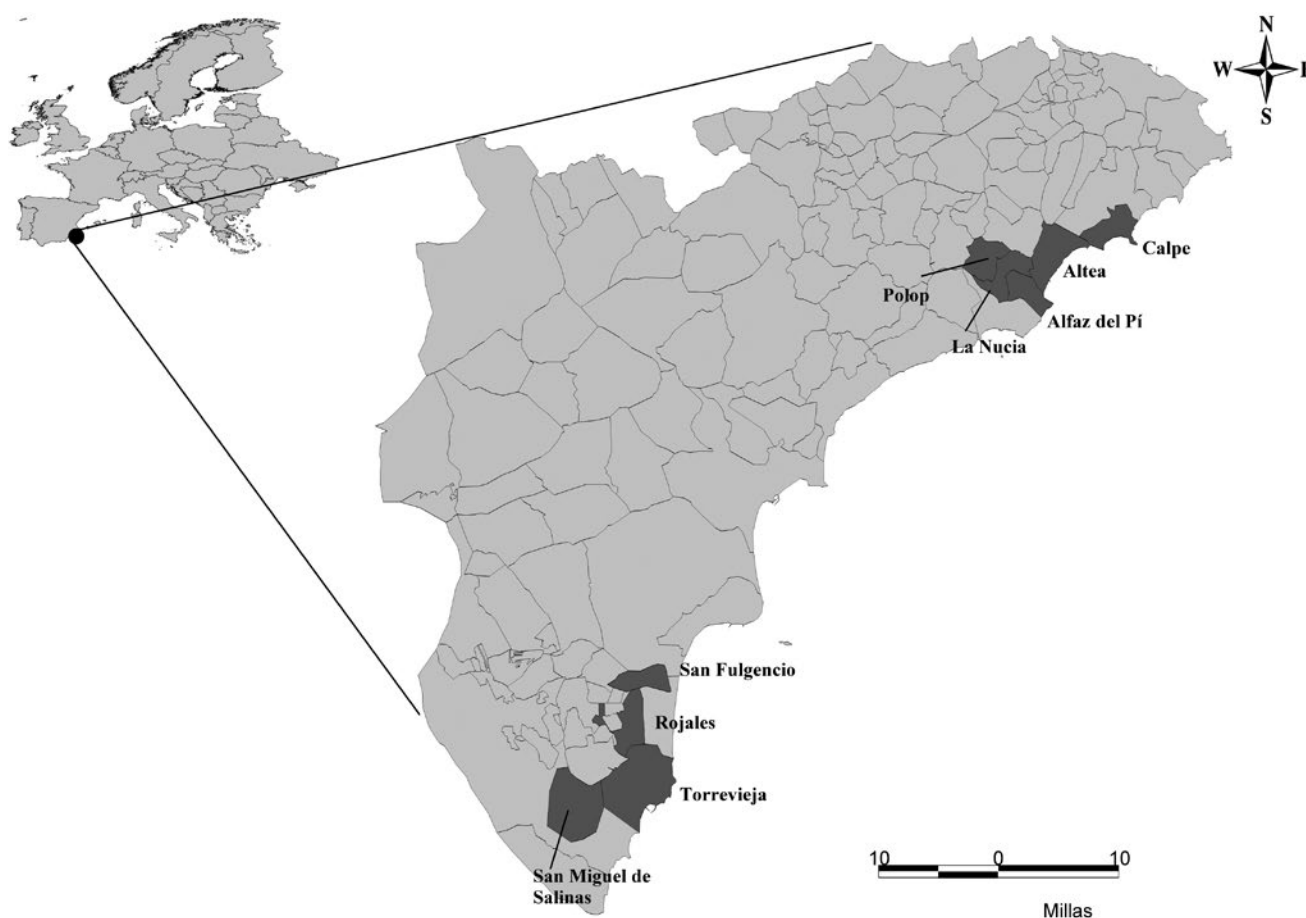 N
W
E
S
Calpe
Altea
Polop
Alfaz del Pí
La Nucia
San Fulgencio
Rojales
Torrevieja
San Miguel de
Salinas
10 0 10
Millas